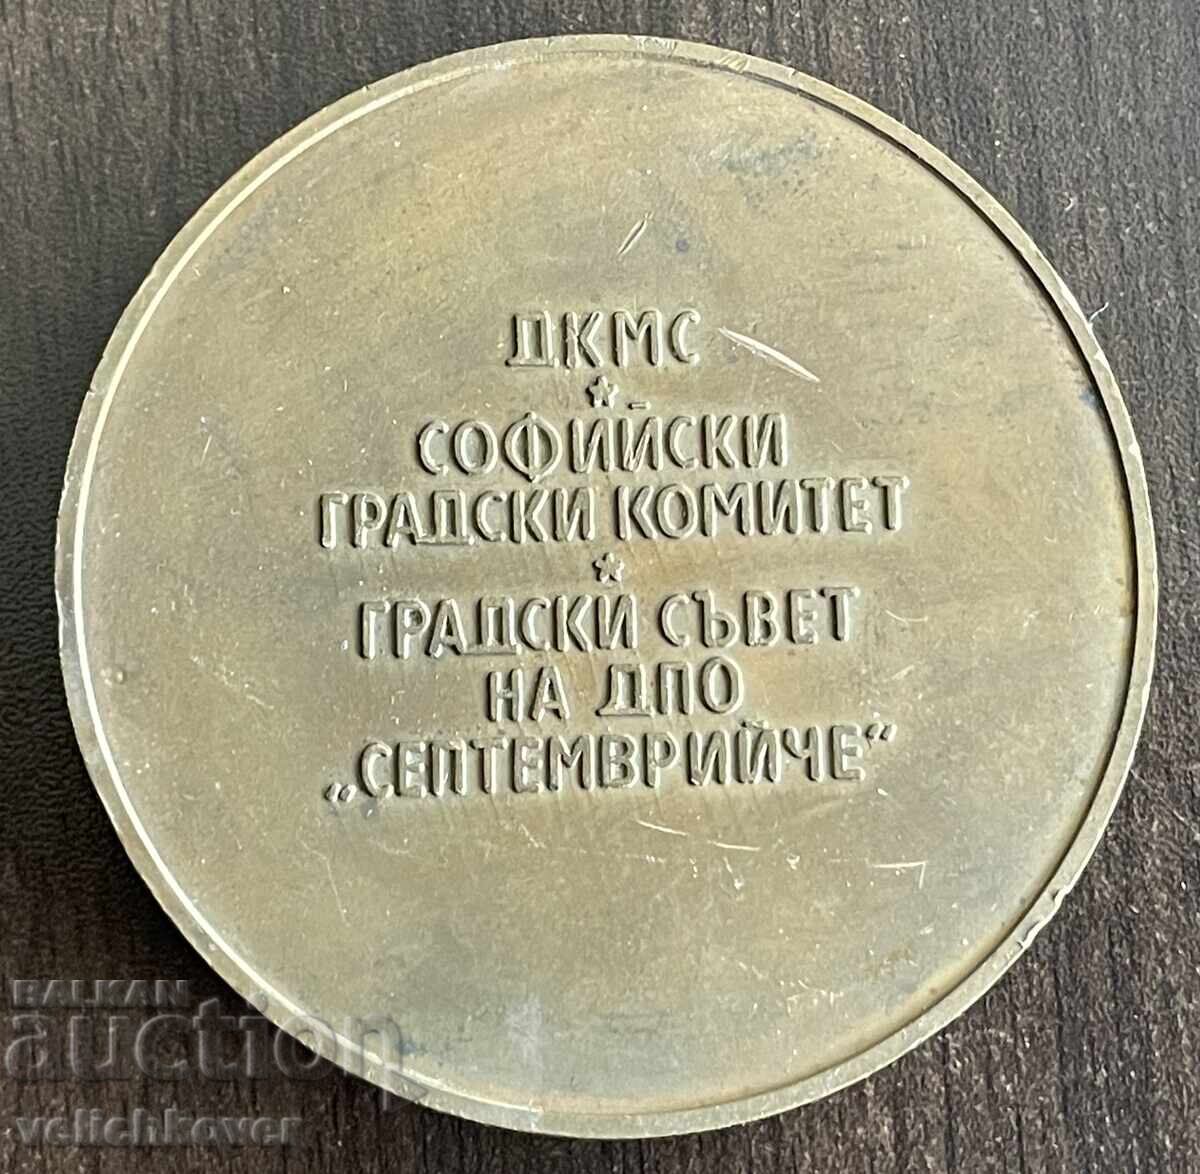 ДКМС
СОФИЙСКИ
ГРАДСКИ КОМИТЕТ
ГРАДСКИ СЪВЕТ
НА ДПО
„СЕПТЕМВРИЙЧЕ“
BALKAN
auction
velichkover